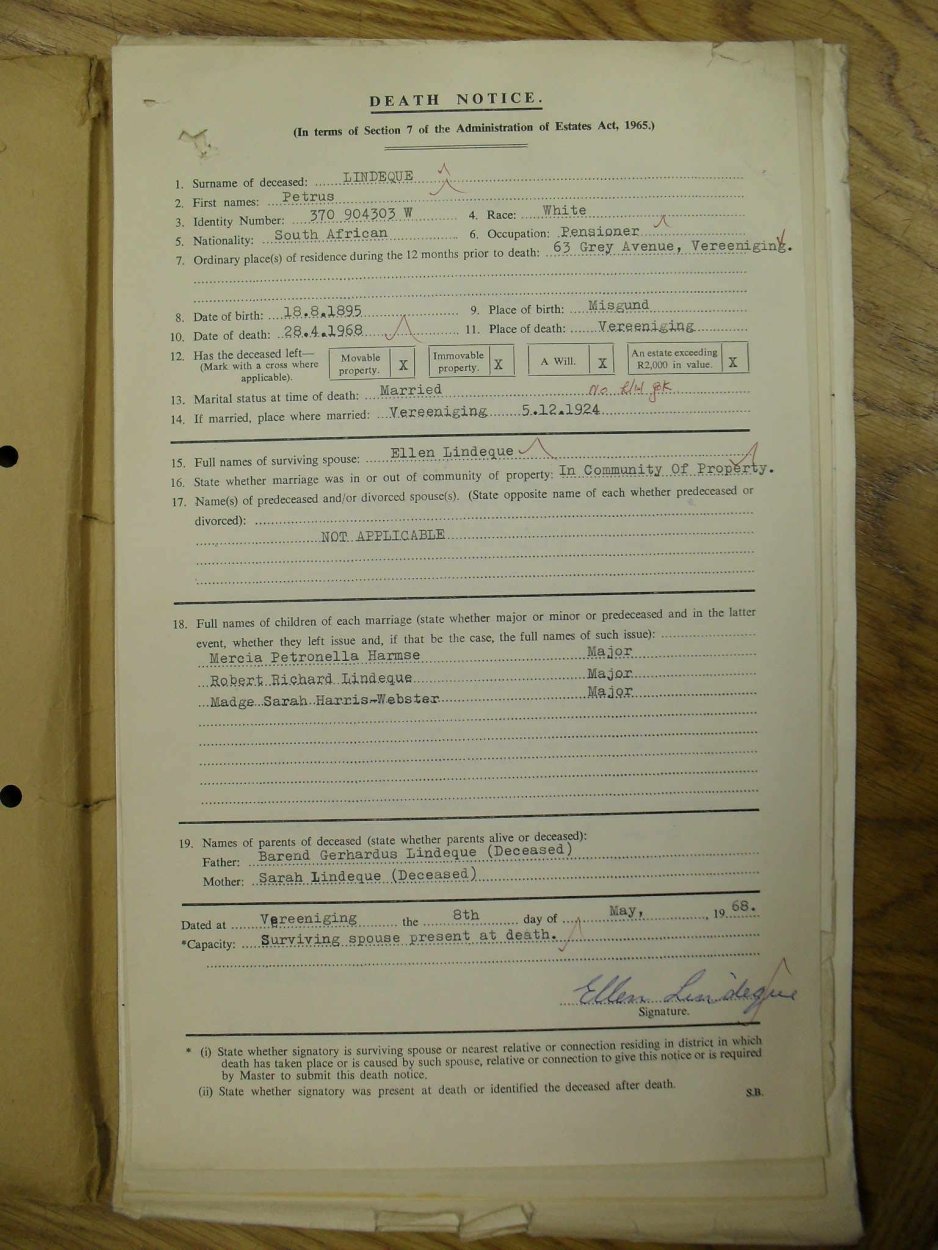 DEATH NOTICE.
(In terms of Section 7 of the Administration of Estates Act, 1965.)
1. Surname of deceased: LINDEQUE
2. First names: Petrus
3. Identity Number: 370 904303 W 4. Race: White
5. Nationality: South African 6. Occupation: Pensioner
7. Ordinary place(s) of residence during the 12 months prior to death: 63 Grey Avenue, Vereeniging.
8. Date of birth: 18.8.1895 9. Place of birth: Misgund
10. Date of death: 28.4.1968 11. Place of death: Vereeniging
12. Has the deceased left— (Mark with a cross where applicable). Movable property. X Immovable property. X A Will. X An estate exceeding R2,000 in value. X
13. Marital status at time of death: Married No
14. If married, place where married: Vereeniging 5.12.1924
15. Full names of surviving spouse: Ellen Lindeque
16. State whether marriage was in or out of community of property: In Community Of Property.
17. Name(s) of predeceased and/or divorced spouse(s). (State opposite name of each whether predeceased or
divorced):
NOT APPLICABLE
18. Full names of children of each marriage (state whether major or minor or predeceased and in the latter
event, whether they left issue and, if that be the case, the full names of such issue):
Mercia Petronella Harmse Major
Robert Richard Lindeque Major
Madge Sarah Harris-Webster Major
19. Names of parents of deceased (state whether parents alive or deceased):
Father: Barend Gerhardus Lindeque (Deceased)
Mother: Sarah Lindeque (Deceased)
Dated at Vereeniging the 8th day of May, , 19 68.
*Capacity: Surviving spouse present at death.
Ellen Lindeque
Signature.
* (i) State whether signatory is surviving spouse or nearest relative or connection residing in district in which
death has taken place or is caused by such spouse, relative or connection to give this notice or is required
by Master to submit this death notice.
(ii) State whether signatory was present at death or identified the deceased after death.
S.B.